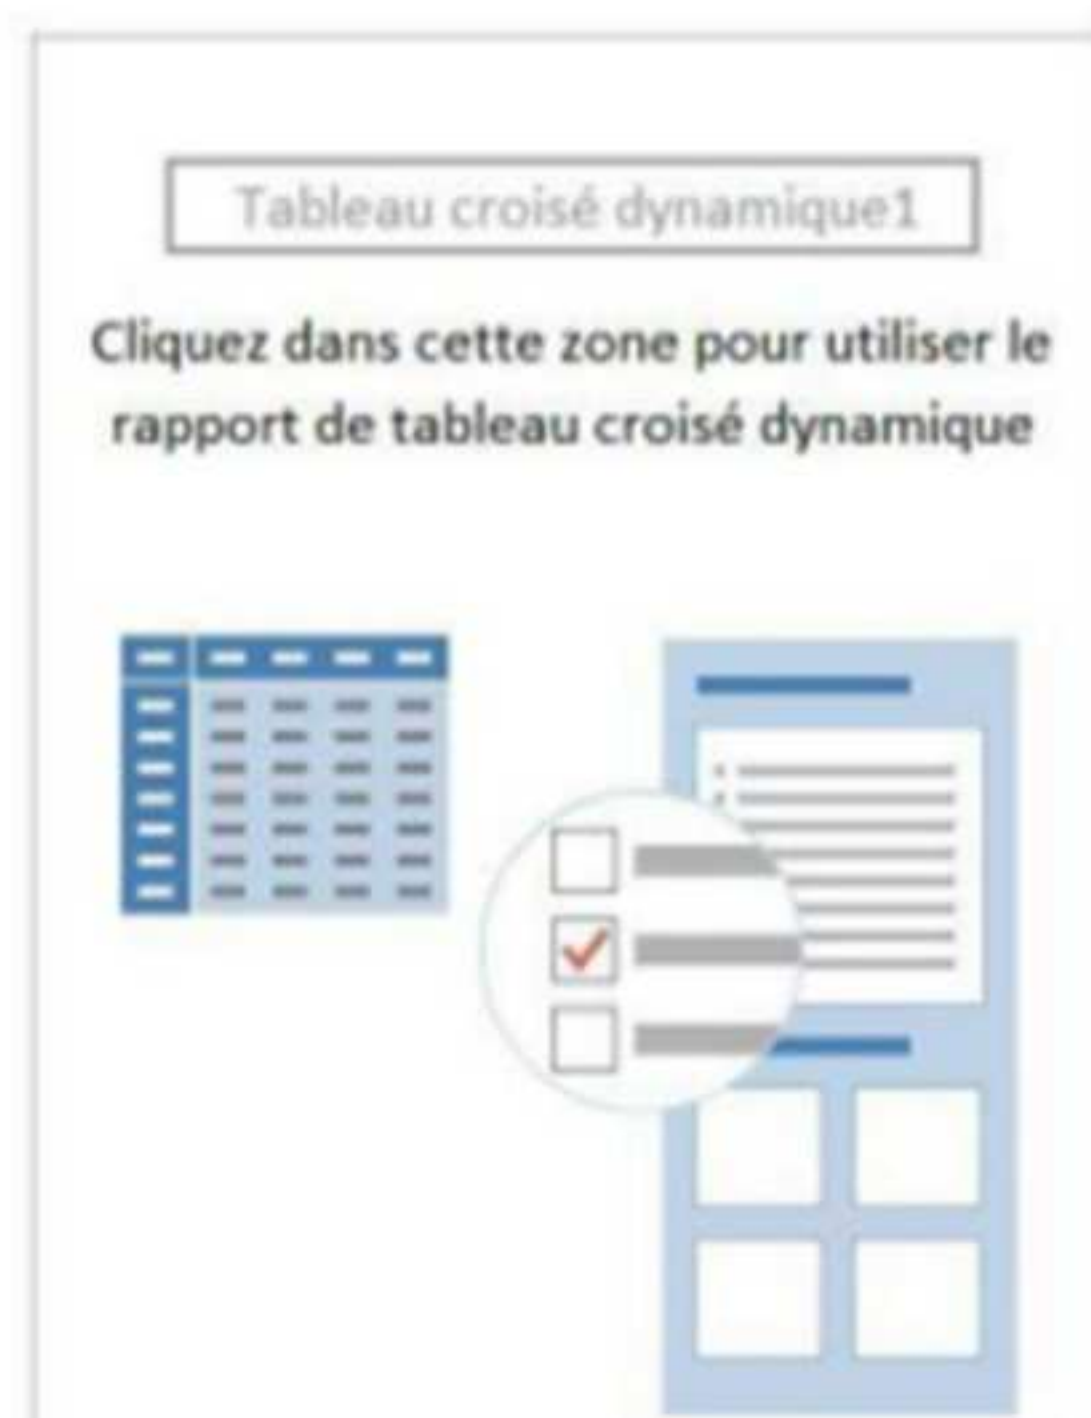 Tableau croisé dynamique1
Cliquez dans cette zone pour utiliser le
rapport de tableau croisé dynamique